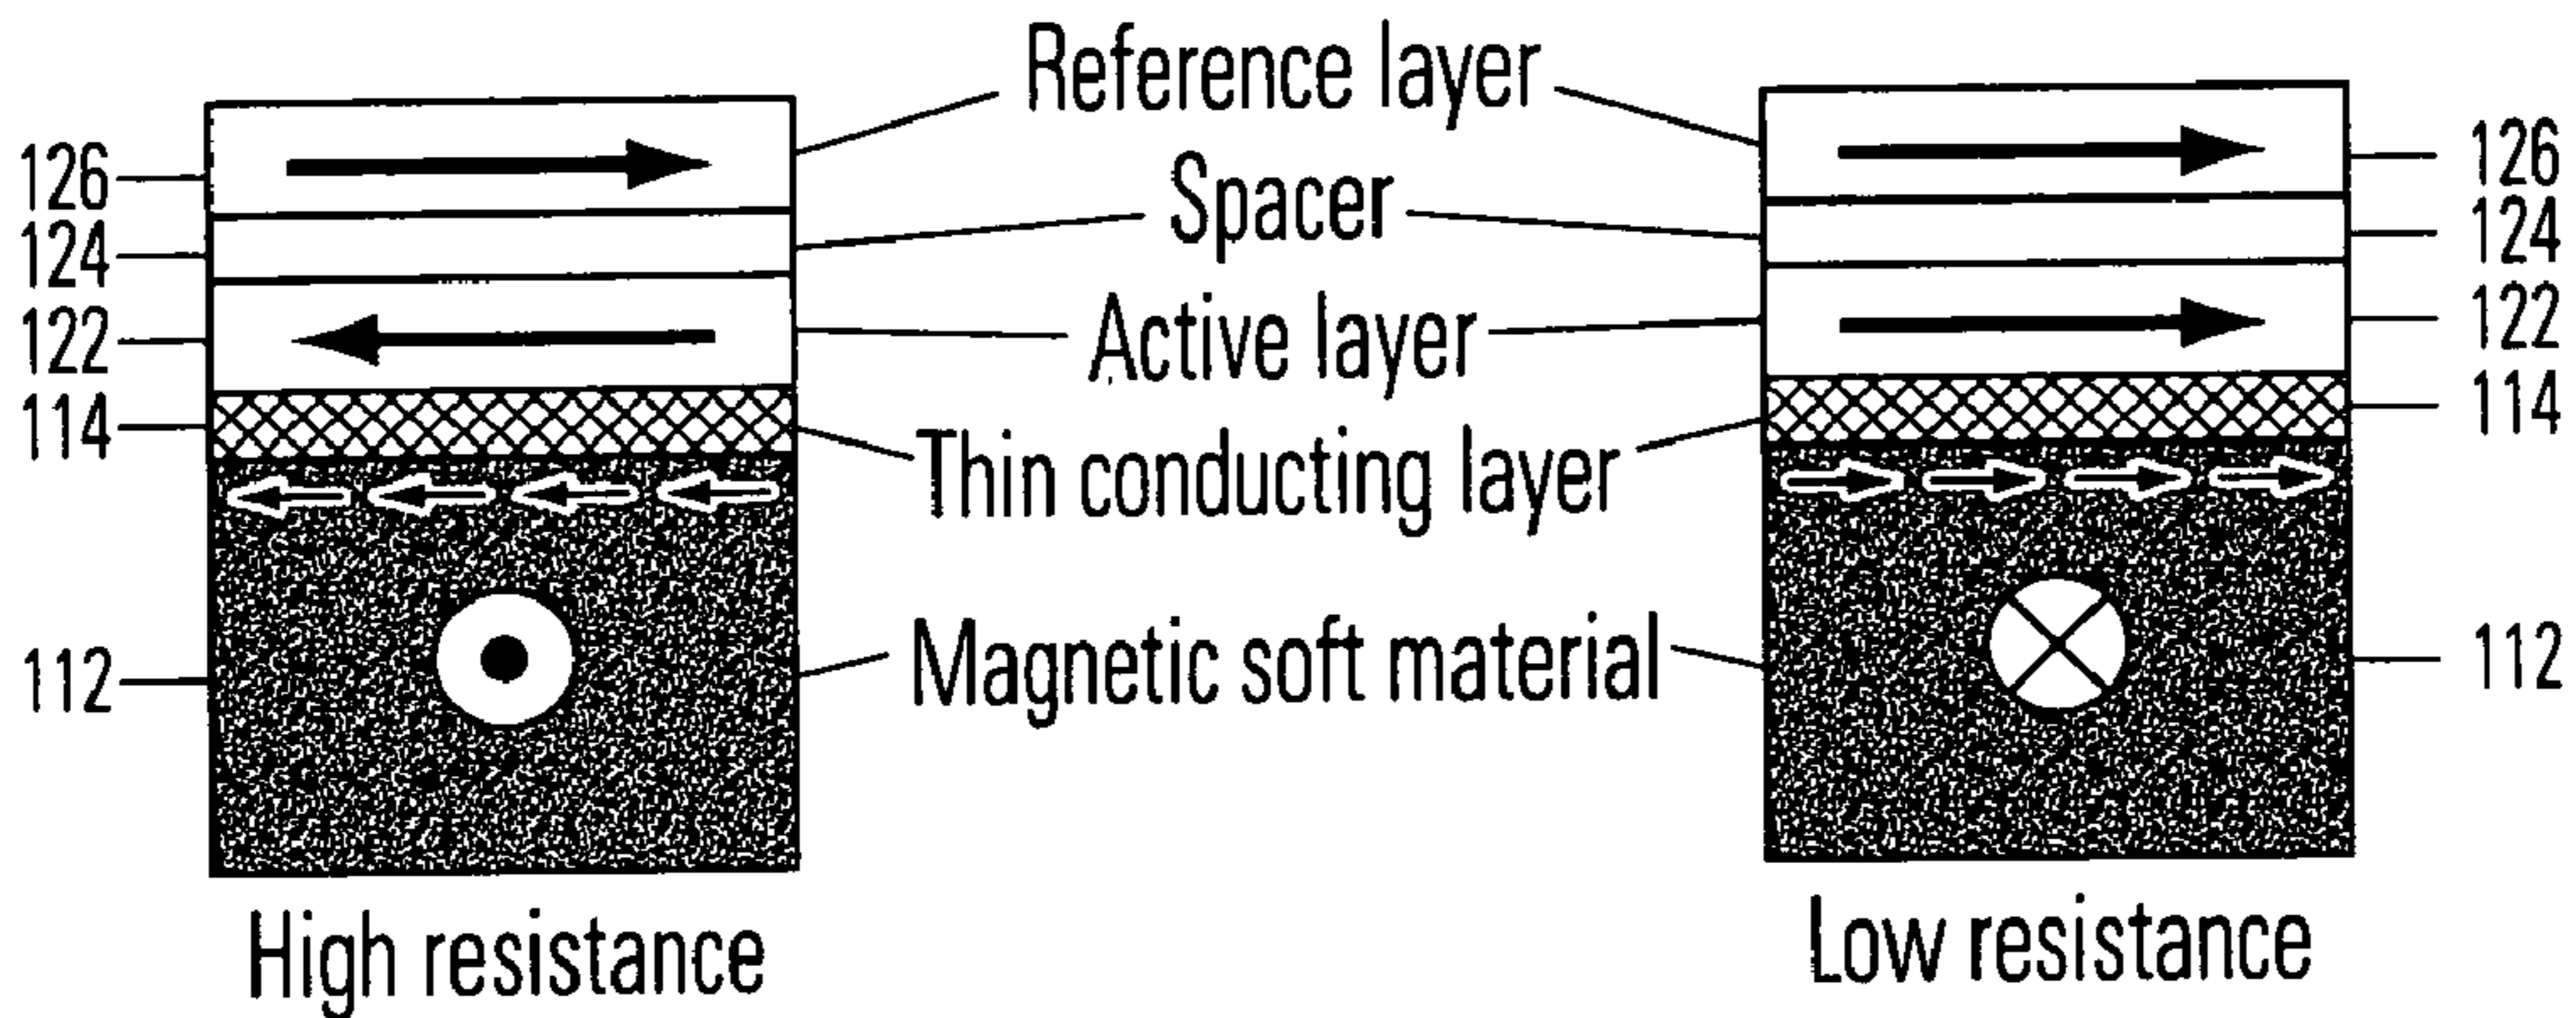 Reference layer
126
Spacer
126
124
124
122
Active layer
122
114
Thin conducting layer
114
112
Magnetic soft material
112
High resistance
Low resistance